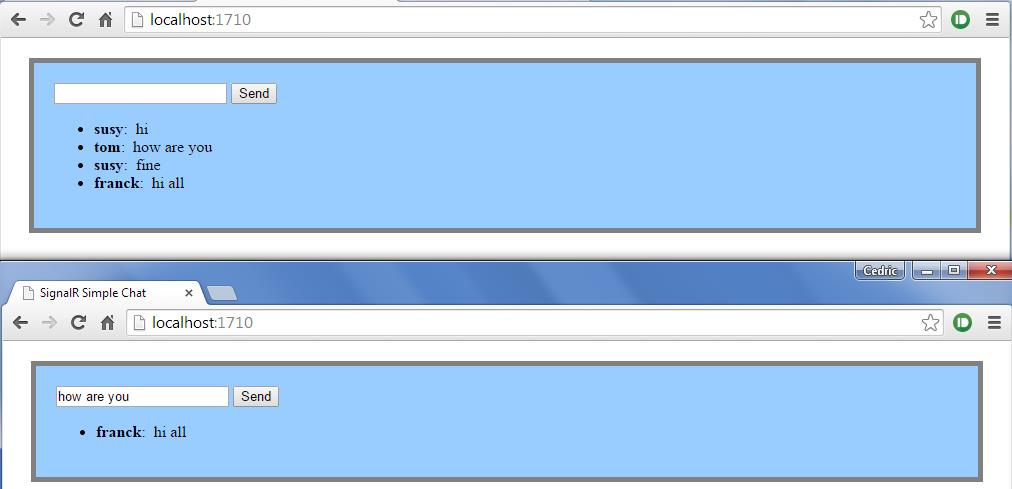 localhost:1710
Send
susy: hi
tom: how are you
susy: fine
franck: hi all
Cedric
SignalR Simple Chat
localhost:1710
how are you Send
franck: hi all